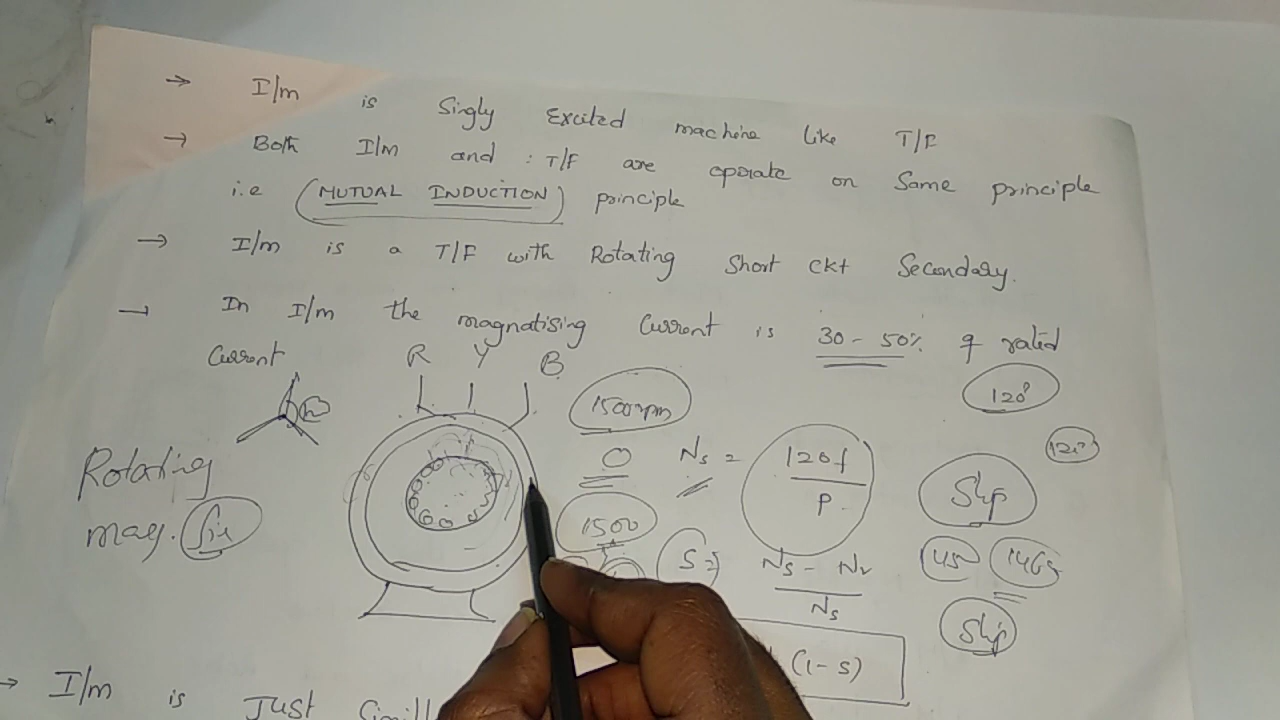 → I/m is Singly Excited machine like T/F
→ Both I/m and : T/F are operate on Same principle
i.e (MUTUAL INDUCTION) principle
→ I/m is a T/F with Rotating Short ckt Secondary.
→ In I/m the magnatising Current is 30 - 50% of rated
Current
R Y B
1500rpm
120°
Rotating
mag.
0
Ns =
120f
P
Slip
120
1500
S =
Ns - Nr
Ns
Slip
(1-s)
→ I/m is Just